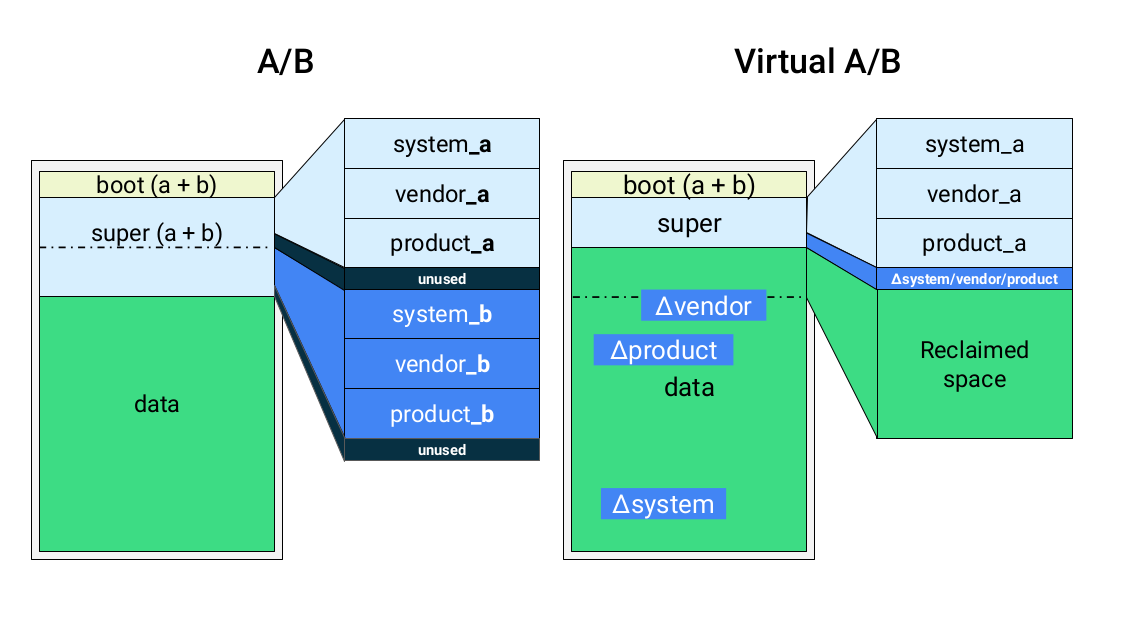 A/B
boot (a + b)
super (a + b)
data
system_a
vendor_a
product_a
unused
system_b
vendor_b
product_b
unused
Virtual A/B
boot (a + b)
super
Δvendor
Δproduct
data
Δsystem
system_a
vendor_a
product_a
Δsystem/vendor/product
Reclaimed
space